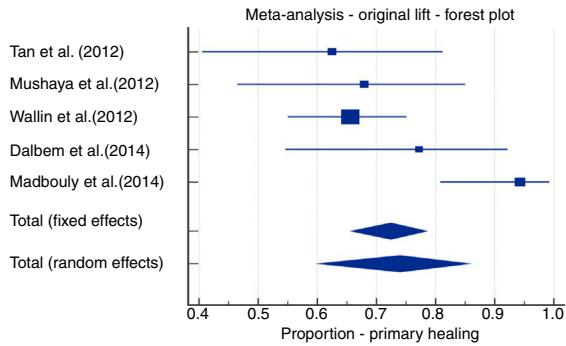 Meta-analysis - original lift - forest plot
Tan et al. (2012)
Mushaya et al.(2012)
Wallin et al.(2012)
Dalbem et al.(2014)
Madbouly et al.(2014)
Total (fixed effects)
Total (random effects)
0.4 0.5 0.6 0.7 0.8 0.9 1.0
Proportion - primary healing